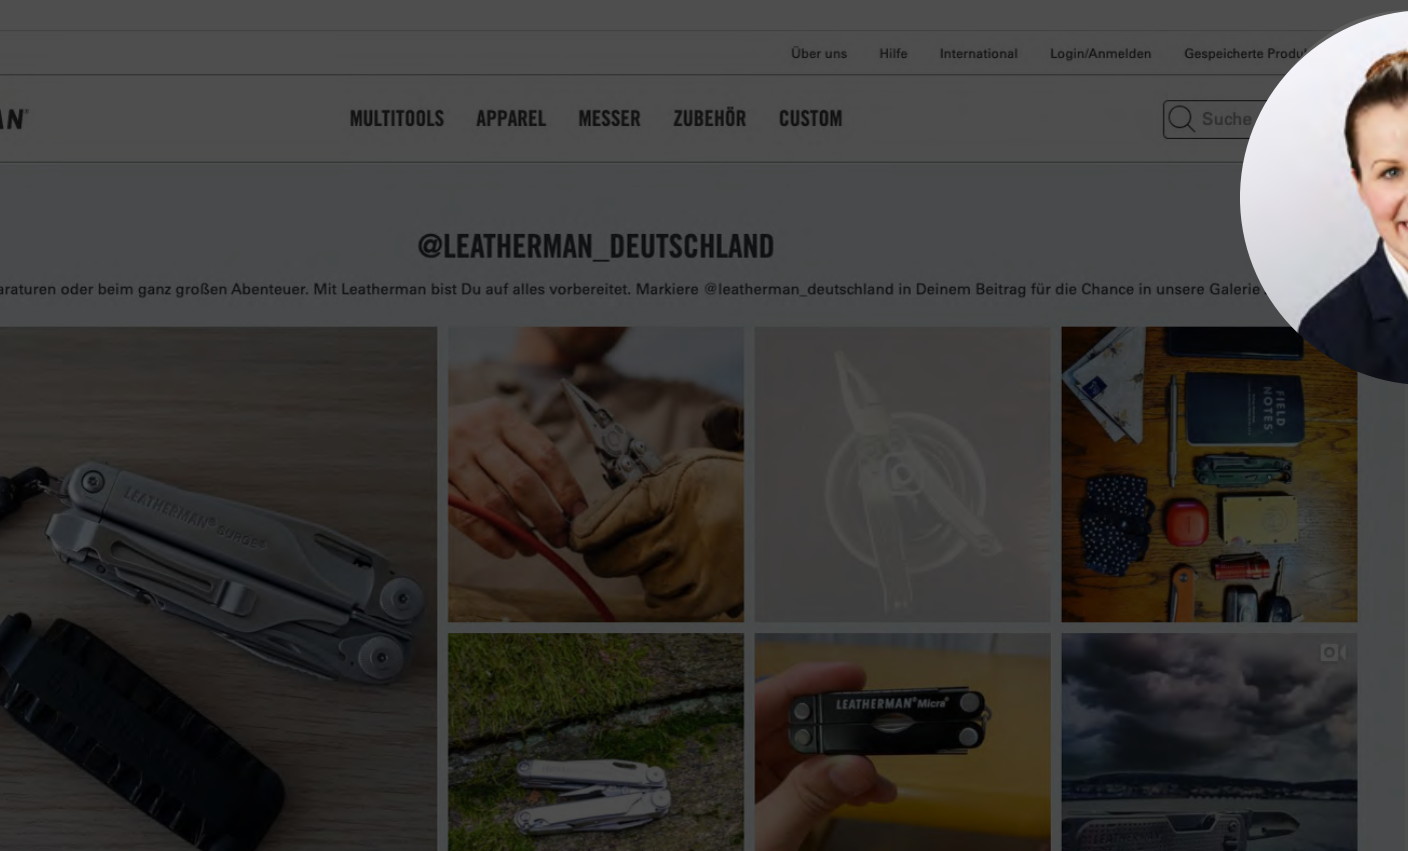 Über uns Hilfe International Login/Anmelden Gespeicherte
AN
MULTITOOLS APPAREL MESSER ZUBEHÖR CUSTOM
Suche
@LEATHERMAN_DEUTSCHLAND
oder beim ganz großen Abenteuer. Mit Leatherman bist Du auf alles vorbereitet. Markiere @leatherman_deutschland in Deinem Beitrag für die Chance in unsere Galerie
FIELD NOTES
LEATHERMAN® SURGE®
LEATHERMAN® Micra®